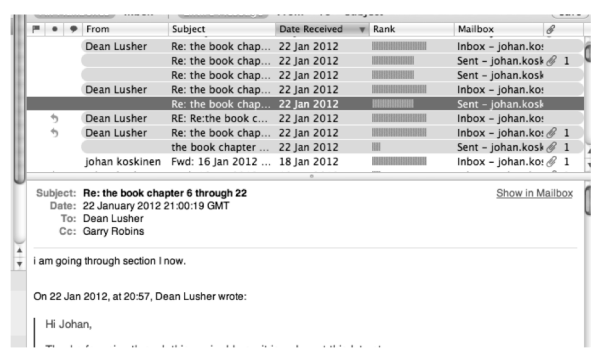 From Subject Date Received Rank Mailbox
Dean Lusher Re: the book chap... 22 Jan 2012 Inbox – johan.kos
Re: the book chap... 22 Jan 2012 Sent – johan.kosk 1
Re: the book chap... 22 Jan 2012 Sent – johan.kosk
Dean Lusher Re: the book chap... 22 Jan 2012 Inbox – johan.kos
Re: the book chap... 22 Jan 2012 Sent – johan.kosk
Dean Lusher RE: Re:the book c... 22 Jan 2012 Inbox – johan.kos
Dean Lusher Re: the book chap... 22 Jan 2012 Inbox – johan.kos 1
the book chapter ... 22 Jan 2012 Sent – johan.kosk 1
johan koskinen Fwd: 16 Jan 2012 ... 18 Jan 2012 Inbox – johan.kos 1
Subject: Re: the book chapter 6 through 22 Show in Mailbox
Date: 22 January 2012 21:00:19 GMT
To: Dean Lusher
Cc: Garry Robins
i am going through section I now.
On 22 Jan 2012, at 20:57, Dean Lusher wrote:
Hi Johan,